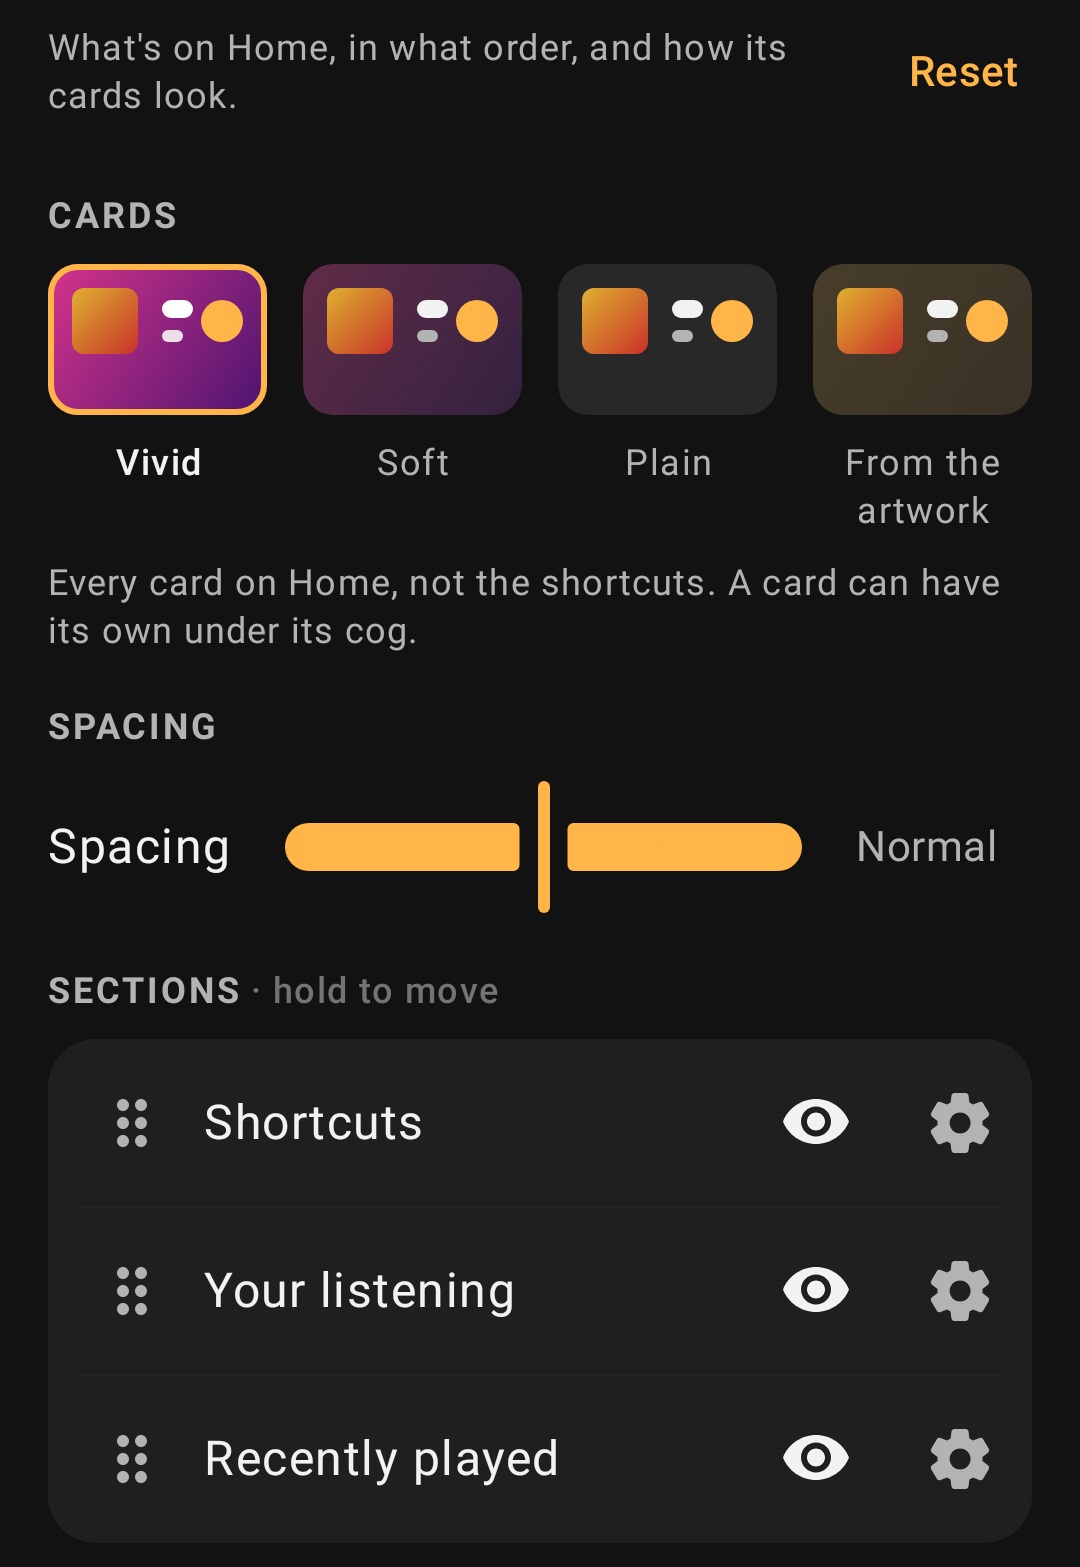 What's on Home, in what order, and how its
cards look.
Reset
CARDS
Vivid
Soft
Plain
From the
artwork
Every card on Home, not the shortcuts. A card can have
its own under its cog.
SPACING
Spacing
Normal
SECTIONS · hold to move
Shortcuts
Your listening
Recently played